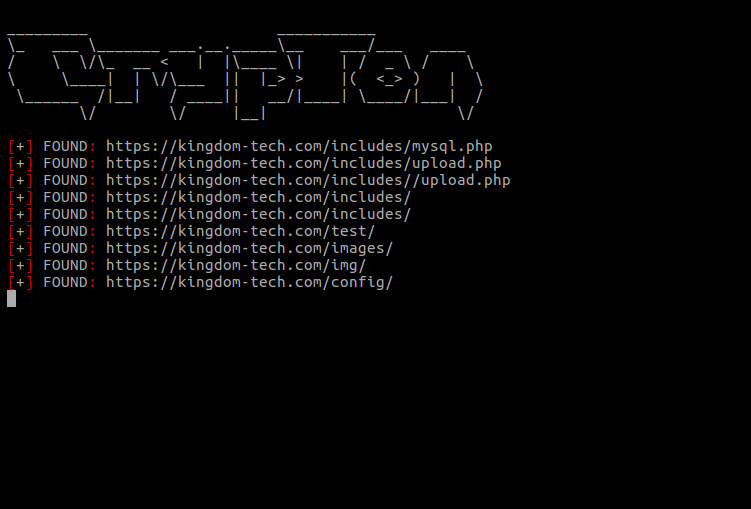 [+] FOUND: https://kingdom-tech.com/includes/mysql.php
[+] FOUND: https://kingdom-tech.com/includes/upload.php
[+] FOUND: https://kingdom-tech.com/includes//upload.php
[+] FOUND: https://kingdom-tech.com/includes/
[+] FOUND: https://kingdom-tech.com/includes/
[+] FOUND: https://kingdom-tech.com/test/
[+] FOUND: https://kingdom-tech.com/images/
[+] FOUND: https://kingdom-tech.com/img/
[+] FOUND: https://kingdom-tech.com/config/